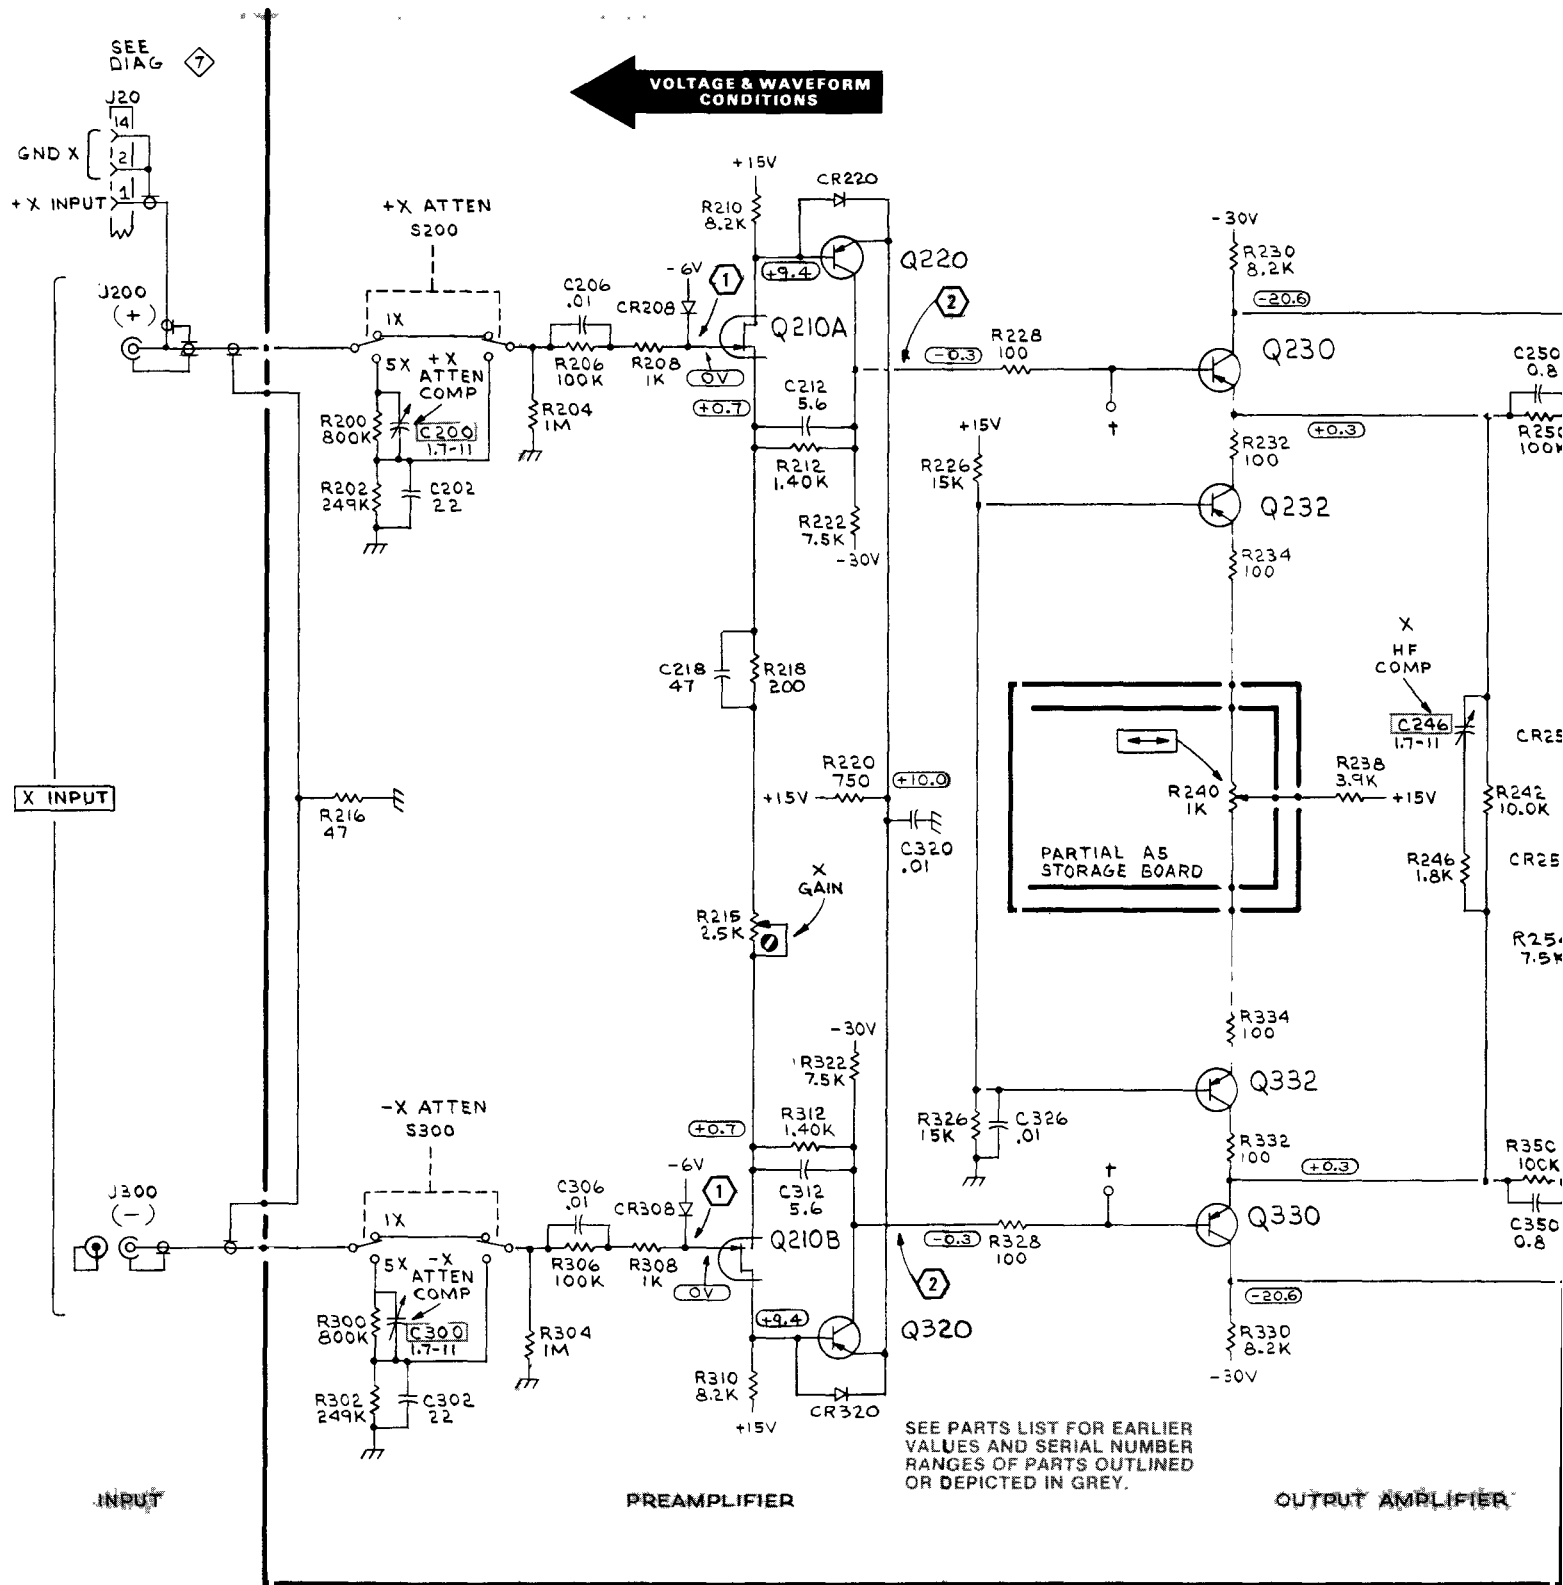 SEE
DIAG 7
J20
14
GND X
2
1
+X INPUT
VOLTAGE & WAVEFORM
CONDITIONS
+X ATTEN
S200
J200
(+)
1X
5X
+X
ATTEN
COMP
R200
800K
C200
1.7-11
R202
249K
C202
22
C206
.01
R206
100K
R208
1K
R204
1M
CR208
-6V
1
0V
+0.7
+15V
R210
8.2K
CR220
+9.4
Q220
Q210A
C212
5.6
R212
1.40K
R222
7.5K
-30V
2
-0.3
R228
100
†
+15V
R226
15K
-30V
R230
8.2K
-20.6
Q230
+0.3
R232
100
Q232
R234
100
C250
0.8
R250
100K
C218
47
R218
200
X
HF
COMP
C246
1.7-11
CR25
X INPUT
R216
47
R220
750
+10.0
+15V
C320
.01
R240
1K
R238
3.9K
+15V
R242
10.0K
PARTIAL A5
STORAGE BOARD
R246
1.8K
CR25
X
GAIN
R215
2.5K
R254
7.5K
-30V
R322
7.5K
R334
100
Q332
-X ATTEN
S300
+0.7
R312
1.40K
R326
15K
C326
.01
R332
100
+0.3
R350
100K
J300
(-)
1X
5X
-X
ATTEN
COMP
C306
.01
R306
100K
R308
1K
CR308
-6V
1
0V
C312
5.6
Q210B
-0.3
R328
100
†
2
Q330
C350
0.8
R300
800K
C300
1.7-11
R304
1M
R302
249K
C302
22
+9.4
Q320
-20.6
R330
8.2K
-30V
R310
8.2K
+15V
CR320
SEE PARTS LIST FOR EARLIER
VALUES AND SERIAL NUMBER
RANGES OF PARTS OUTLINED
OR DEPICTED IN GREY.
INPUT
PREAMPLIFIER
OUTPUT AMPLIFIER